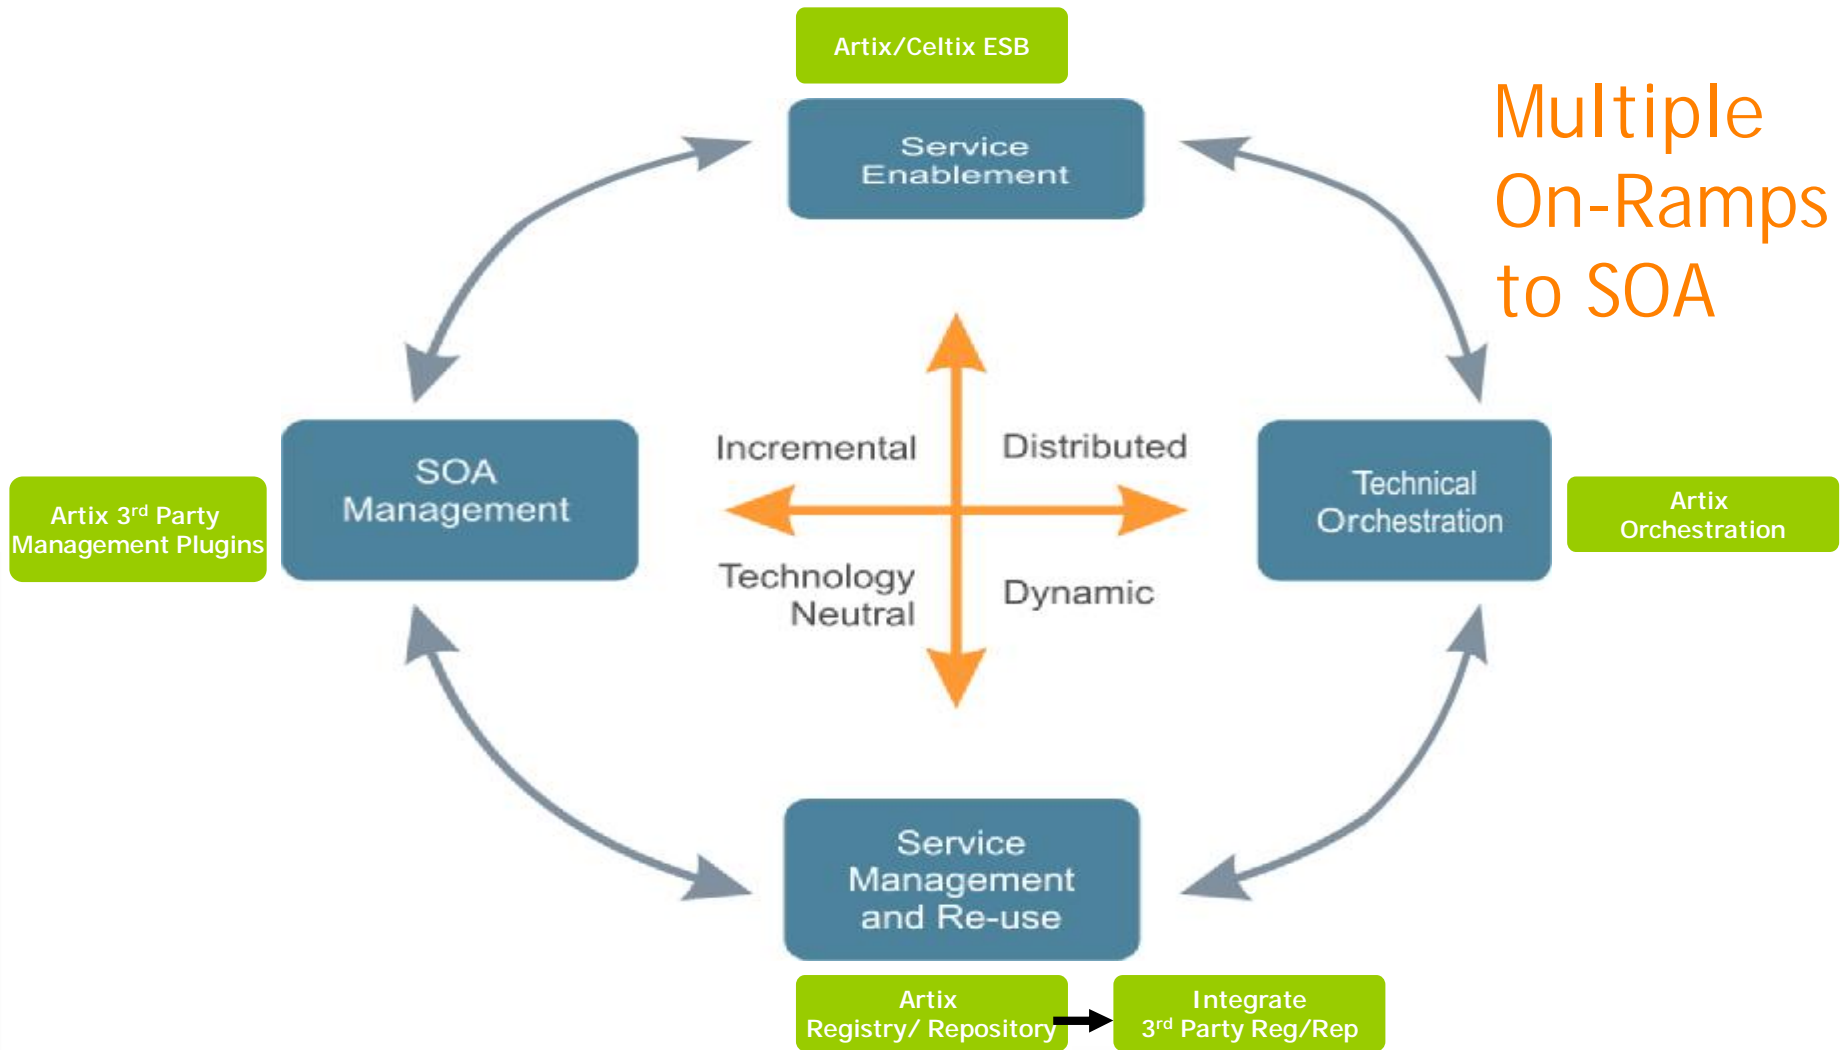 Artix/Celtix ESB
Multiple
On-Ramps
to SOA
Service
Enablement
Incremental
Distributed
SOA
Management
Technical
Orchestration
Artix 3rd Party
Management Plugins
Artix
Orchestration
Technology
Neutral
Dynamic
Service
Management
and Re-use
Artix
Registry/ Repository
Integrate
3rd Party Reg/Rep